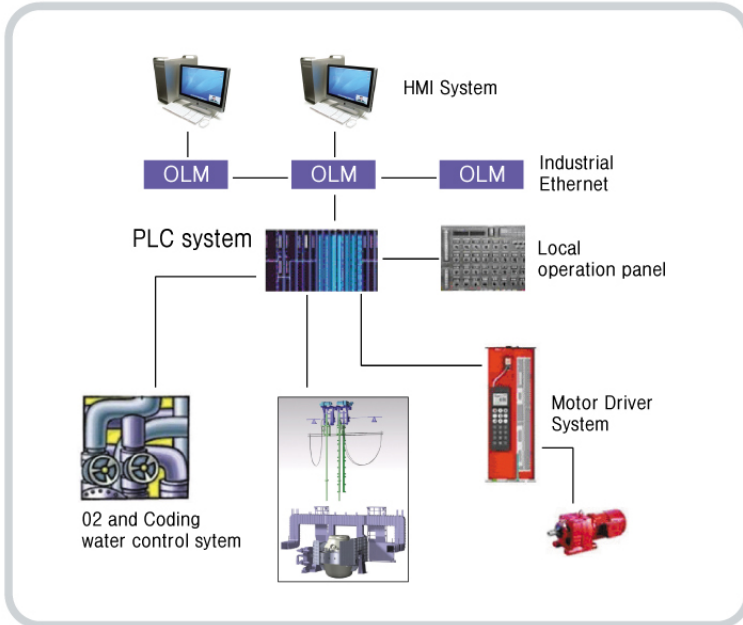 HMI System
OLM
OLM
OLM
Industrial
Ethernet
PLC system
Local
operation panel
Motor Driver
System
02 and Coding
water control sytem